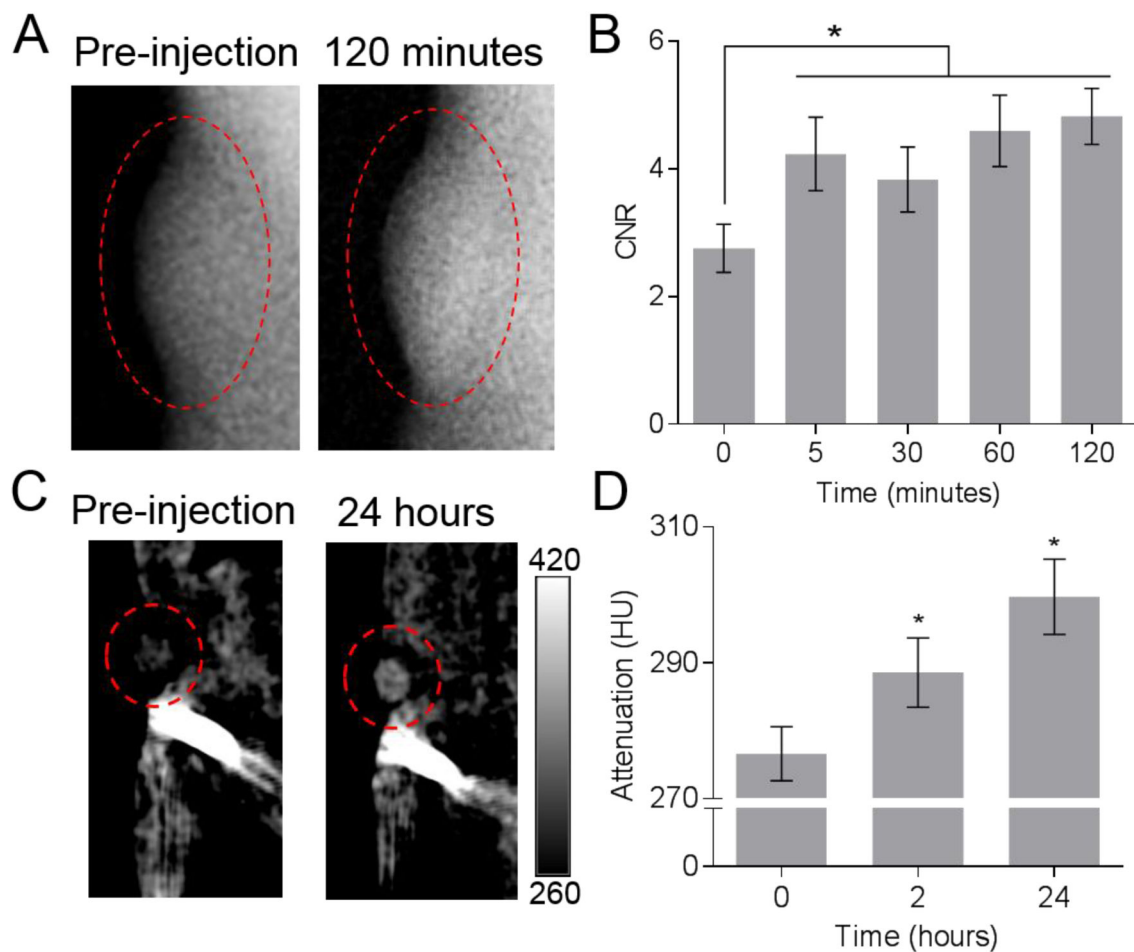 A
Pre-injection
120 minutes
B
*
6
4
2
0
CNR
0
5
30
60
120
Time (minutes)
C
Pre-injection
24 hours
420
260
D
310
290
270
0
Attenuation (HU)
*
*
0
2
24
Time (hours)